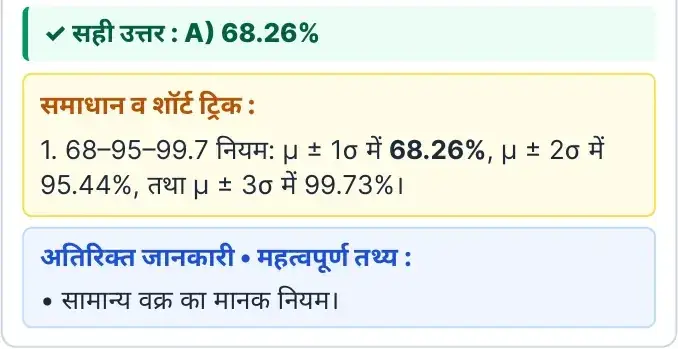 ✓ सही उत्तर : A) 68.26%
समाधान व शॉर्ट ट्रिक :
1. 68–95–99.7 नियम: μ ± 1σ में 68.26%, μ ± 2σ में
95.44%, तथा μ ± 3σ में 99.73%।
अतिरिक्त जानकारी • महत्वपूर्ण तथ्य :
• सामान्य वक्र का मानक नियम।